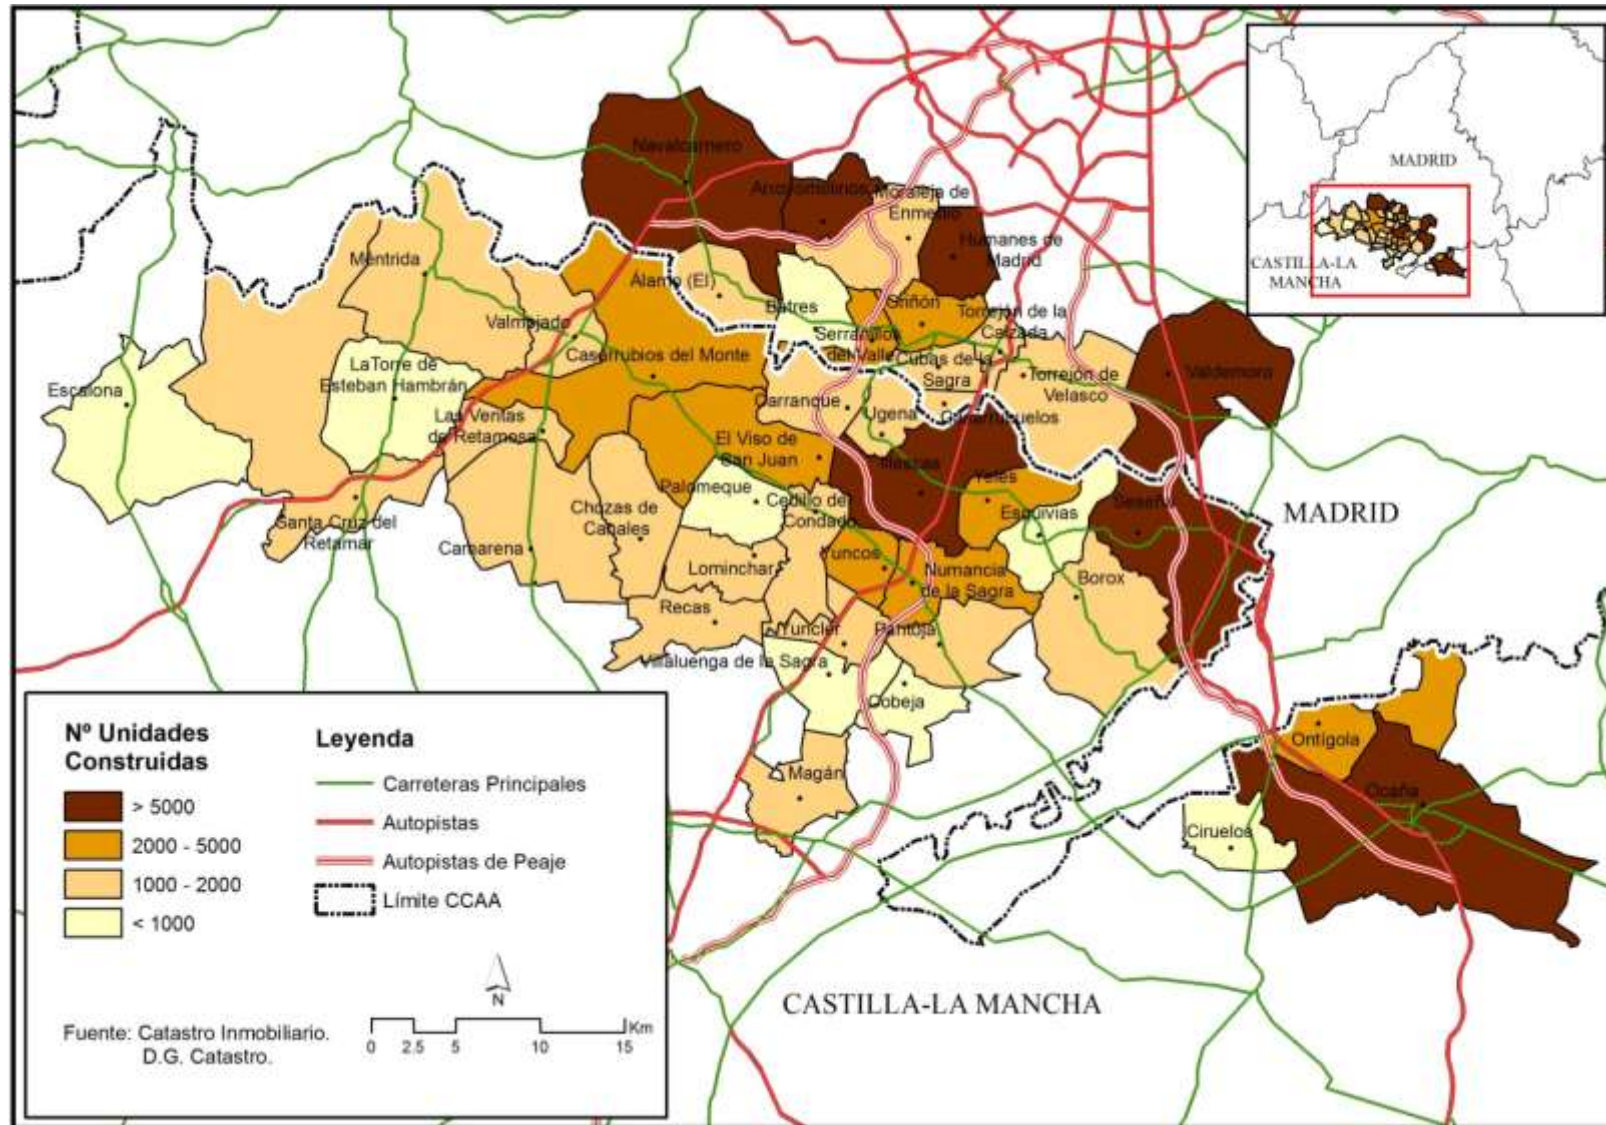 MADRID
CASTILLA-LA
MANCHA
Navalcarnero
Arroyomolinos
Moraleja de
Enmedio
Humanes de
Madrid
Méntrida
Álamo (El)
Batres
Griñón
Torrejón de la
Calzada
Valmojado
Serranillos
del Valle
Casarrubios del Monte
Cubas de la
Sagra
LaTorre de
Esteban Hambrán
Escalona
Torrejón de
Velasco
Valdemoro
Carranque
Ugena
Las Ventas
de Retamosa
El Viso de
San Juan
Illescas
Yeles
Palomeque
Cedillo del
Condado
Esquivias
Seseña
MADRID
Chozas de
Canales
Santa Cruz del
Retamar
Camarena
Yuncos
Lominchar
Numancia
de la Sagra
Borox
Recas
Yuncler
Pantoja
Villaluenga de la Sagra
Cobeja
Magán
Ontígola
Ocaña
Ciruelos
CASTILLA-LA MANCHA
Nº Unidades
Construidas
> 5000
2000 - 5000
1000 - 2000
< 1000
Leyenda
Carreteras Principales
Autopistas
Autopistas de Peaje
Límite CCAA
N
Km
0 2.5 5 10 15
Fuente: Catastro Inmobiliario.
D.G. Catastro.